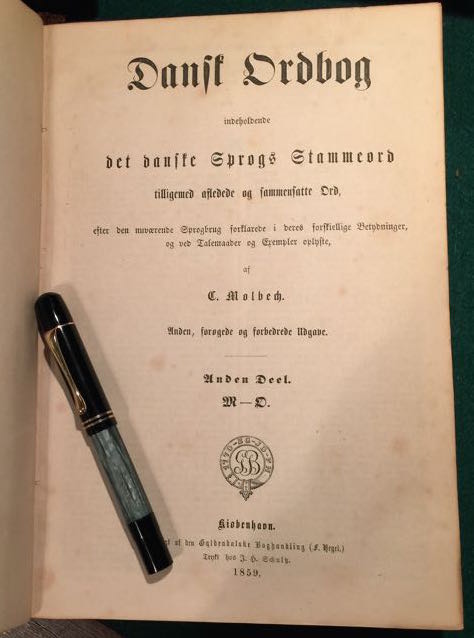 Dansk Ordbog
indeholdende
det danske Sprogs Stammeord
tilligemed afledede og sammensatte Ord,
efter den nuværende Sprogbrug forklarede i deres forskiellige Betydninger,
og ved Talemaader og Exempler oplyste,
af
C. Molbech.
Anden, forøgede og forbedrede Udgave.
Anden Deel.
M—Ø.
Kiøbenhavn.
af den Gyldendalske Boghandling (F. Hegel.)
Trykt hos J. H. Schultz.
1859.